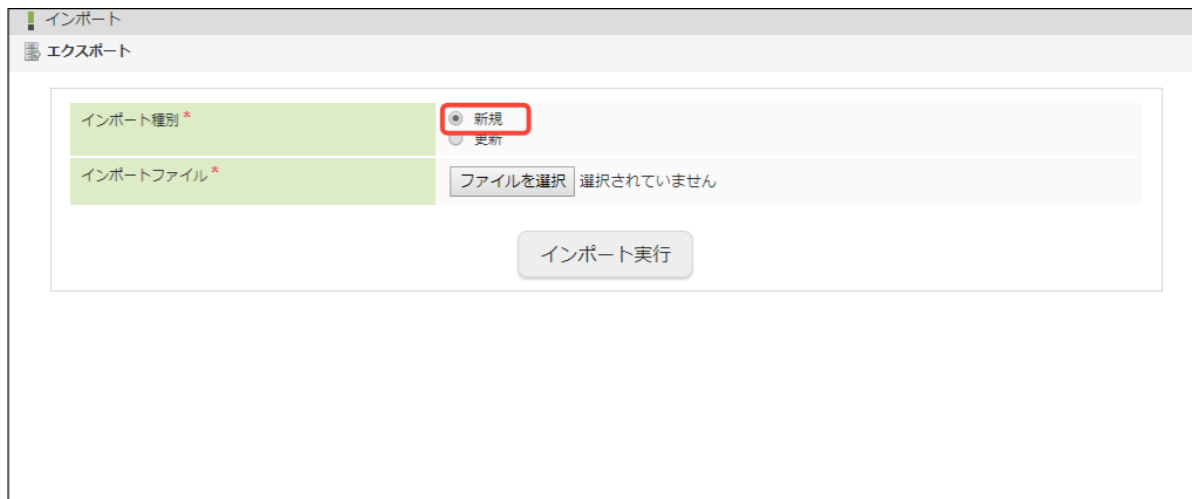 インポート
エクスポート
インポート種別*
新規
更新
インポートファイル*
ファイルを選択 選択されていません
インポート実行